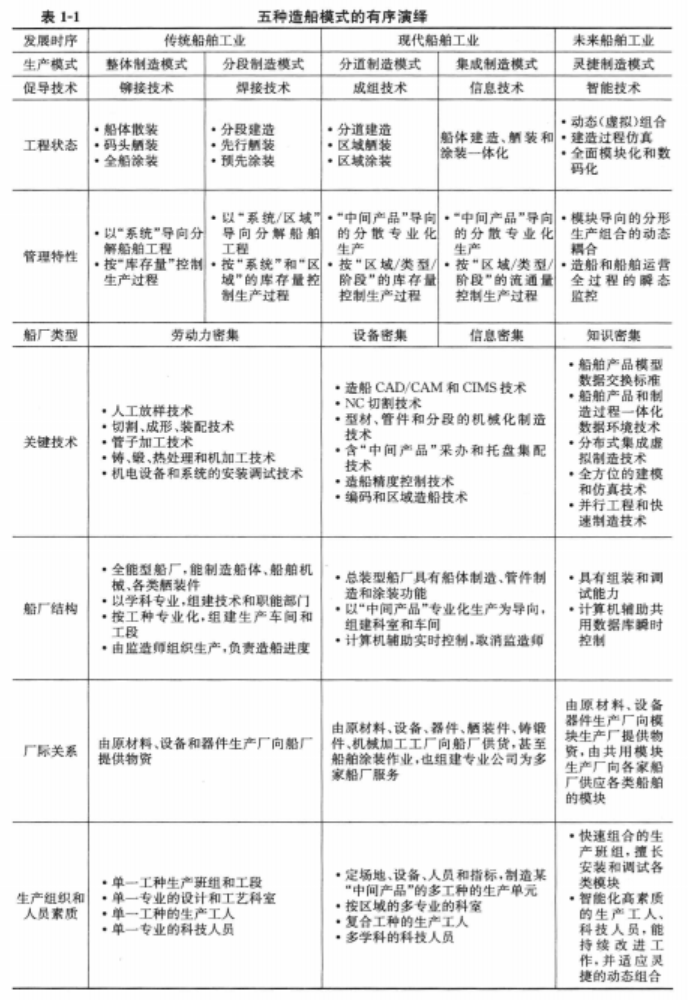 表 1-1 五种造船模式的有序演绎
发展时序 传统船舶工业 现代船舶工业 未来船舶工业
生产模式 整体制造模式 分段制造模式 分道制造模式 集成制造模式 灵捷制造模式
促导技术 铆接技术 焊接技术 成组技术 信息技术 智能技术
工程状态
• 船体散装
• 码头舾装
• 全船涂装
• 分段建造
• 先行舾装
• 预先涂装
• 分道建造
• 区域舾装
• 区域涂装
船体建造、舾装和
涂装一体化
• 动态(虚拟)组合
• 建造过程仿真
• 全面模块化和数
码化
管理特性
• 以“系统”导向分
解船舶工程
• 按“库存量”控制
生产过程
• 以“系统/区域”
导向分解船舶
工程
• 按“系统”和“区
域”的库存量控
制生产过程
• “中间产品”导向
的分散专业化
生产
• 按“区域/类型/
阶段”的库存量
控制生产过程
• “中间产品”导向
的分散专业化
生产
• 按“区域/类型/
阶段”的流通量
控制生产过程
• 模块导向的分形
生产组合的动态
耦合
• 造船和船舶运营
全过程的瞬态
监控
船厂类型 劳动力密集 设备密集 信息密集 知识密集
关键技术
• 人工放样技术
• 切割、成形、装配技术
• 管子加工技术
• 铸、锻、热处理和机加工技术
• 机电设备和系统的安装调试技术
• 造船 CAD/CAM 和 CIMS 技术
• NC 切割技术
• 型材、管件和分段的机械化制造
技术
• 含“中间产品”采办和托盘集配
技术
• 造船精度控制技术
• 编码和区域造船技术
• 船舶产品模型
数据交换标准
• 船舶产品和制
造过程一体化
数据环境技术
• 分布式集成虚
拟制造技术
• 全方位的建模
和仿真技术
• 并行工程和快
速制造技术
船厂结构
• 全能型船厂,能制造船体、船舶机
械、各类舾装件
• 以学科专业,组建技术和职能部门
• 按工种专业化,组建生产车间和
工段
• 由监造师组织生产,负责造船进度
• 总装型船厂具有船体制造、管件制
造和涂装功能
• 以“中间产品”专业化生产为导向,
组建科室和车间
• 计算机辅助实时控制,取消监造师
• 具有组装和调
试能力
• 计算机辅助共
用数据库瞬时
控制
厂际关系
由原材料、设备和器件生产厂向船厂
提供物资
由原材料、设备、器件、舾装件、铸锻
件、机械加工工厂向船厂供货,甚至
船舶涂装作业,也组建专业公司为多
家船厂服务
由原材料、设备
器件生产厂向模
块生产厂提供物
资,由共用模块
生产厂向各家船
厂供应各类船舶
的模块
生产组织和
人员素质
• 单一工种生产班组和工段
• 单一专业的设计和工艺科室
• 单一工种的生产工人
• 单一专业的科技人员
• 定场地、设备、人员和指标,制造某
“中间产品”的多工种的生产单元
• 按区域的多专业的科室
• 复合工种的生产工人
• 多学科的科技人员
• 快速组合的生
产班组,擅长
安装和调试各
类模块
• 智能化高素质
的生产工人、
科技人员,能
持续改进工
作,并适应灵
捷的动态组合